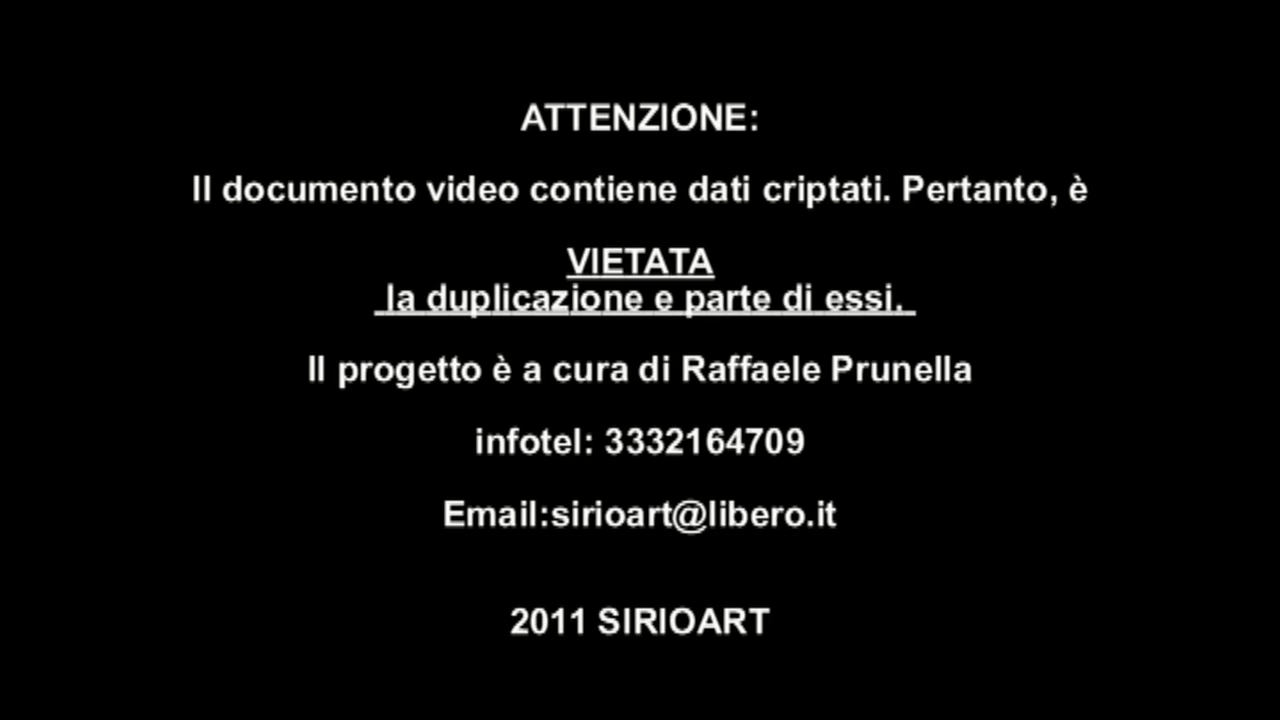 ATTENZIONE:
Il documento video contiene dati criptati. Pertanto, è
VIETATA
la duplicazione e parte di essi.
Il progetto è a cura di Raffaele Prunella
infotel: 3332164709
Email:sirioart@libero.it
2011 SIRIOART